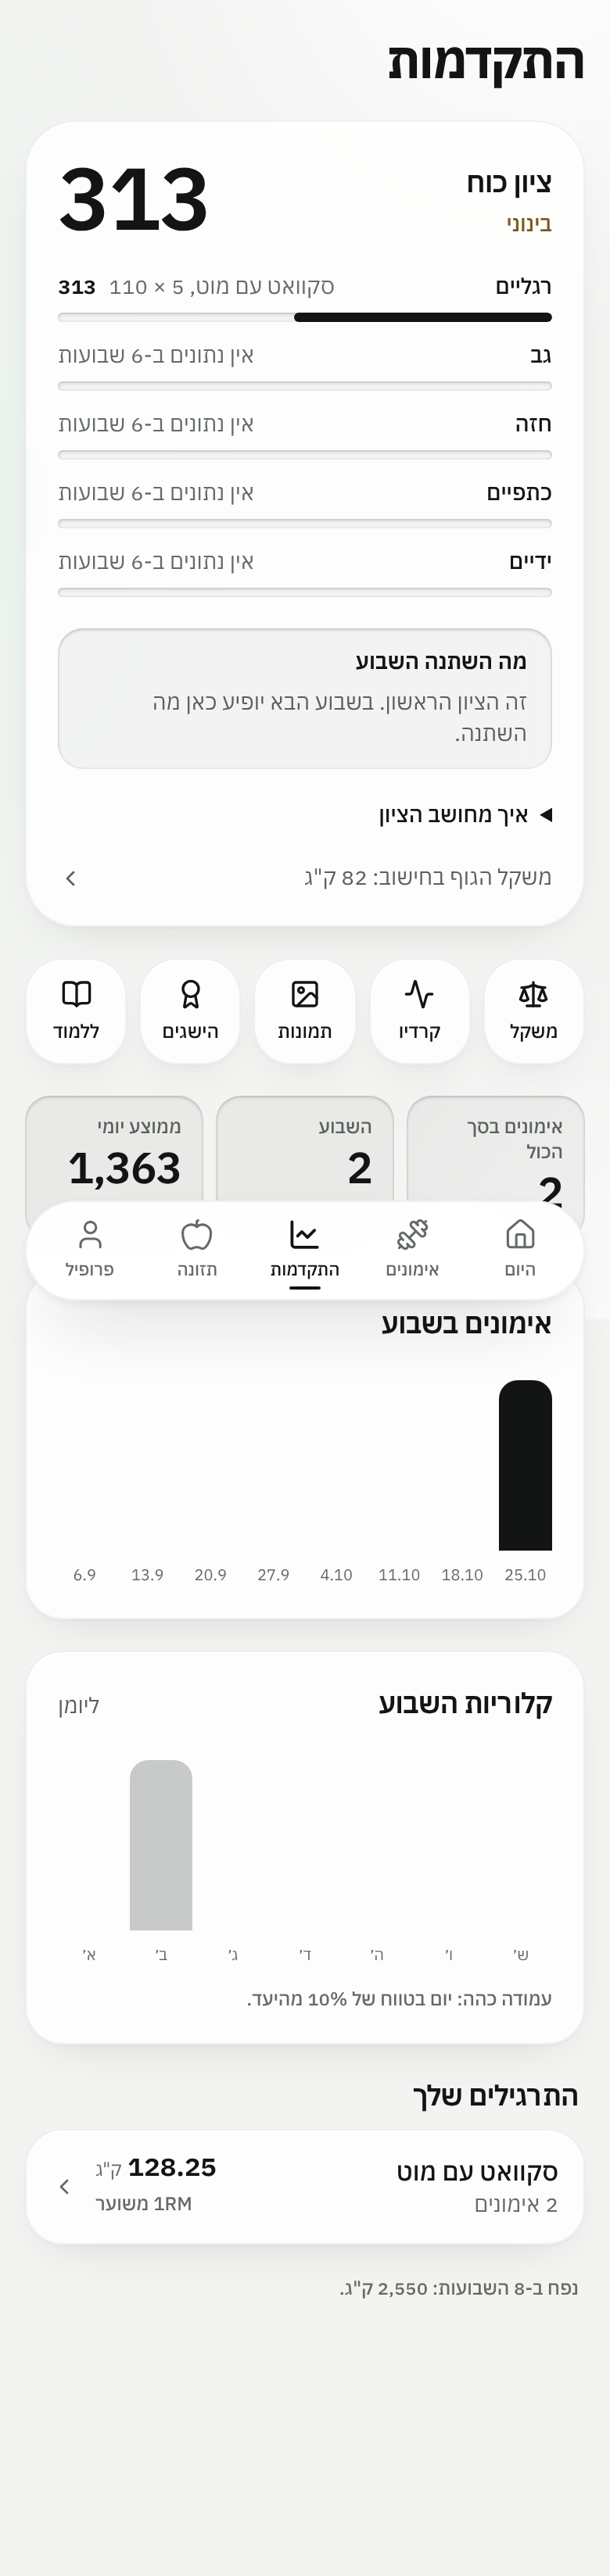 התקדמות
ציון כוח
בינוני
313
רגליים סקוואט עם מוט, 5 × 110 313
גב אין נתונים ב-6 שבועות
חזה אין נתונים ב-6 שבועות
כתפיים אין נתונים ב-6 שבועות
ידיים אין נתונים ב-6 שבועות
מה השתנה השבוע
זה הציון הראשון. בשבוע הבא יופיע כאן מה
השתנה.
איך מחושב הציון
משקל הגוף בחישוב: 82 ק"ג
משקל קרדיו תמונות הישגים ללמוד
אימונים בסך
הכול
2
השבוע
2
ממוצע יומי
1,363
היום אימונים התקדמות תזונה פרופיל
אימונים בשבוע
25.10 18.10 11.10 4.10 27.9 20.9 13.9 6.9
קלוריות השבוע ליומן
ש׳ ו׳ ה׳ ד׳ ג׳ ב׳ א׳
עמודה כהה: יום בטווח של 10% מהיעד.
התרגילים שלך
סקוואט עם מוט
2 אימונים
128.25 ק"ג
1RM משוער
נפח ב-8 השבועות: 2,550 ק"ג.